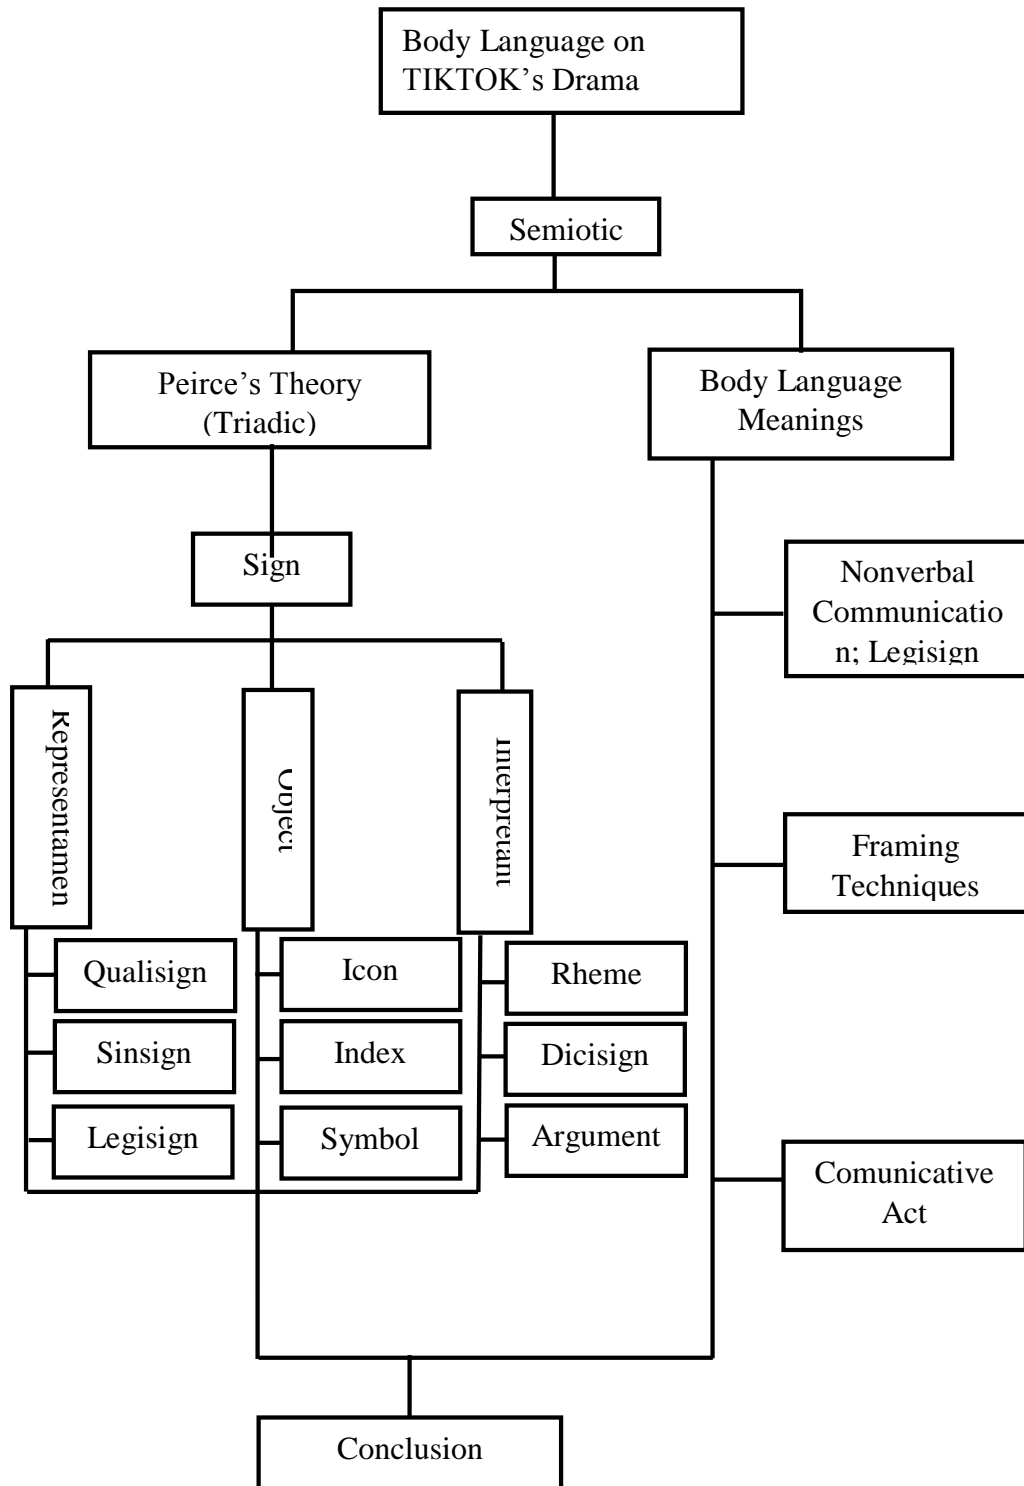 Body Language on
TIKTOK’s Drama
Semiotic
Peirce’s Theory
(Triadic)
Body Language
Meanings
Sign
Nonverbal
Communicatio
n; Legisign
Representamen
Object
Interpretant
Framing
Techniques
Qualisign
Icon
Rheme
Sinsign
Index
Dicisign
Legisign
Symbol
Argument
Comunicative
Act
Conclusion